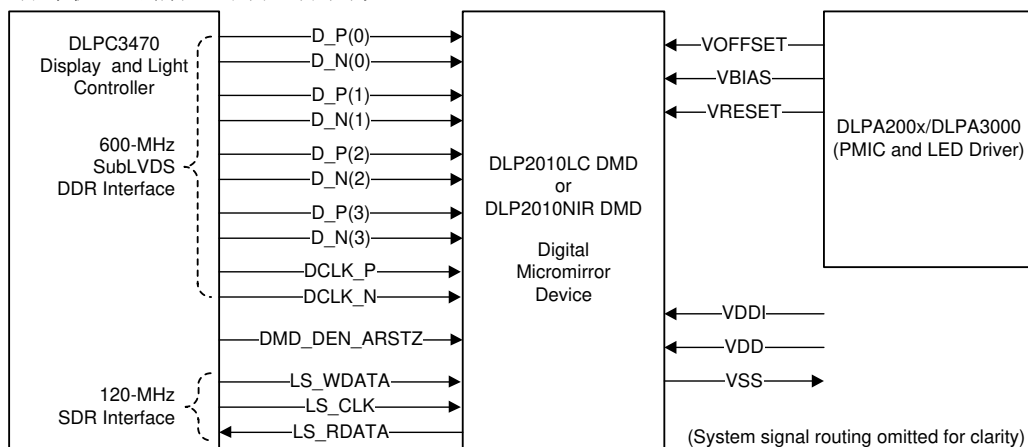 DLPC3470
Display and Light
Controller
600-MHz
SubLVDS
DDR Interface
120-MHz
SDR Interface
D_P(0)
D_N(0)
D_P(1)
D_N(1)
D_P(2)
D_N(2)
D_P(3)
D_N(3)
DCLK_P
DCLK_N
DMD_DEN_ARSTZ
LS_WDATA
LS_CLK
LS_RDATA
DLP2010LC DMD
or
DLP2010NIR DMD
Digital
Micromirror
Device
VOFFSET
VBIAS
VRESET
DLPA200x/DLPA3000
(PMIC and LED Driver)
VDDI
VDD
VSS
(System signal routing omitted for clarity)